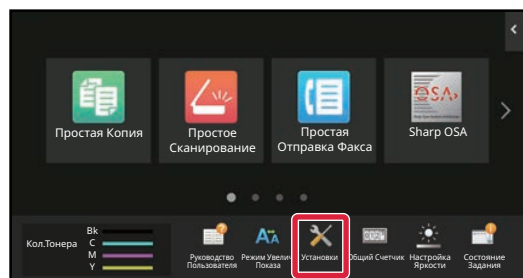 Простая Копия
Простое
Сканирование
Простая
Отправка Факса
OSA
Sharp OSA
Кол.Тонера
Bk
C
M
Y
Руководство
Пользователя
Режим Увелич
Показа
Установки
Общий Счетчик
Настройка
Яркости
Состояние
Задания